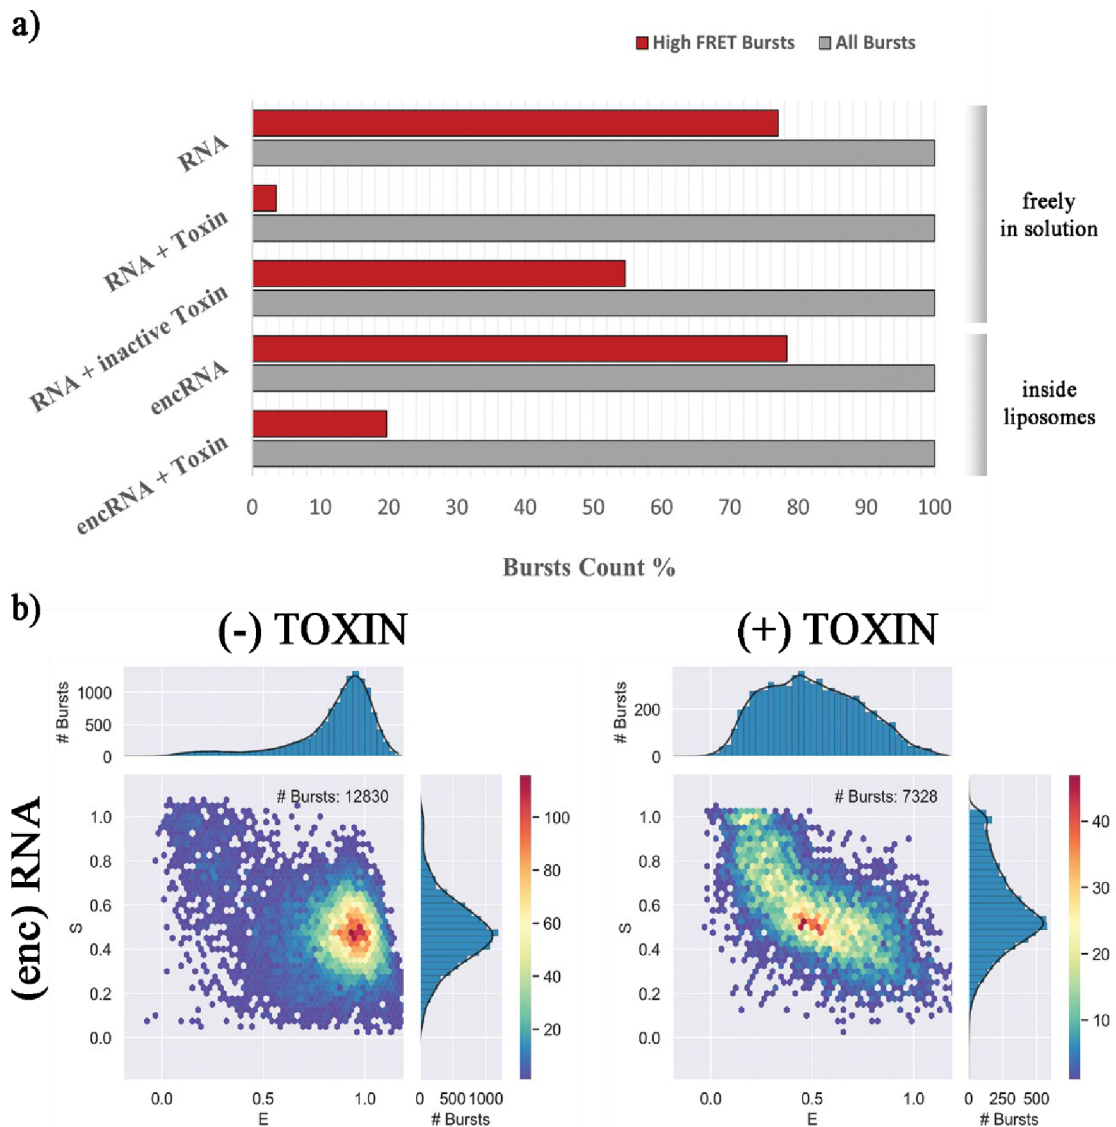 a)
High FRET Bursts
All Bursts
RNA
RNA + Toxin
RNA + inactive Toxin
encRNA
encRNA + Toxin
freely
in solution
inside
liposomes
0 10 20 30 40 50 60 70 80 90 100
Bursts Count %
b)
(-) TOXIN
(+) TOXIN
(enc) RNA
# Bursts
1000
500
0
# Bursts: 12830
S
1.0
0.8
0.6
0.4
0.2
0.0
0.0 0.5 1.0
E
0 500 1000
# Bursts
100
80
60
40
20
# Bursts
200
0
# Bursts: 7328
S
1.0
0.8
0.6
0.4
0.2
0.0
0.0 0.5 1.0
E
0 250 500
# Bursts
40
30
20
10